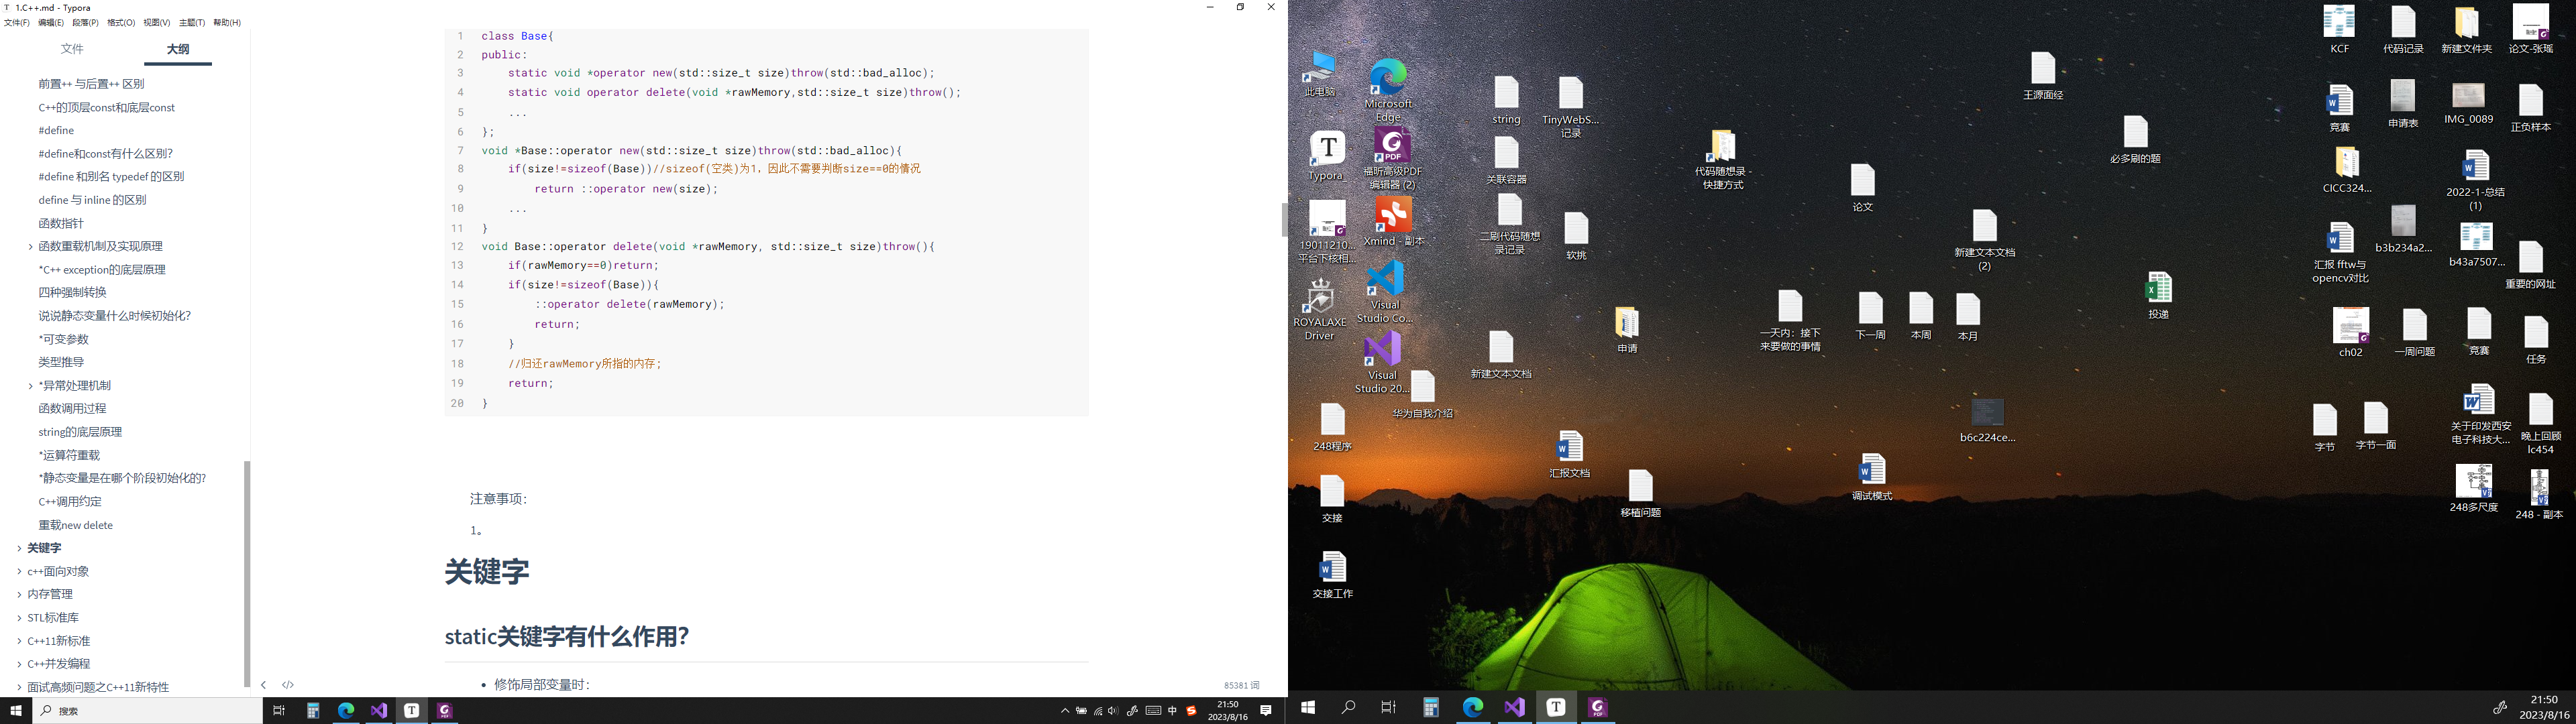 1.C++.md - Typora
文件(F) 编辑(E) 段落(P) 格式(O) 视图(V) 主题(T) 帮助(H)
文件 大纲
前置++ 与后置++ 区别
C++的顶层const和底层const
#define
#define和const有什么区别?
#define 和别名 typedef 的区别
define 与 inline 的区别
函数指针
函数重载机制及实现原理
*C++ exception的底层原理
四种强制转换
说说静态变量什么时候初始化?
*可变参数
类型推导
*异常处理机制
函数调用过程
string的底层原理
*运算符重载
*静态变量是在哪个阶段初始化的?
C++调用约定
重载new delete
关键字
c++面向对象
内存管理
STL标准库
C++11新标准
C++并发编程
面试高频问题之C++11新特性
1 class Base{
2 public:
3 static void *operator new(std::size_t size)throw(std::bad_alloc);
4 static void operator delete(void *rawMemory,std::size_t size)throw();
5 ...
6 };
7 void *Base::operator new(std::size_t size)throw(std::bad_alloc){
8 if(size!=sizeof(Base))//sizeof(空类)为1，因此不需要判断size==0的情况
9 return ::operator new(size);
10 ...
11 }
12 void Base::operator delete(void *rawMemory, std::size_t size)throw(){
13 if(rawMemory==0)return;
14 if(size!=sizeof(Base)){
15 ::operator delete(rawMemory);
16 return;
17 }
18 //归还rawMemory所指的内存;
19 return;
20 }
注意事项：
1。
关键字
static关键字有什么作用?
• 修饰局部变量时：
85381 词
搜索
中
21:50
2023/8/16
此电脑
Microsoft
Edge
Typora
福昕高级PDF
编辑器 (2)
19011210...
平台下核相...
Xmind - 副本
ROYALAXE
Driver
Visual
Studio Co...
Visual
Studio 20...
华为自我介绍
248程序
交接
交接工作
string
TinyWebS...
记录
关联容器
二刷代码随想
录记录
软挑
新建文本文档
申请
汇报文档
移植问题
代码随想录 -
快捷方式
论文
一天内：接下
来要做的事情
下一周
本周
本月
新建文本文档
(2)
b6c224ce...
调试模式
王源面经
必多刷的题
投递
KCF
代码记录
新建文件夹
论文-张瑶
竞赛
申请表
IMG_0089
正负样本
CICC324...
2022-1-总结
(1)
汇报 fftw与
opencv对比
b3b234a2...
b43a7507...
重要的网址
ch02
一周问题
竞赛
任务
字节
字节一面
关于印发西安
电子科技大...
晚上回顾
lc454
248多尺度
248 - 副本
21:50
2023/8/16